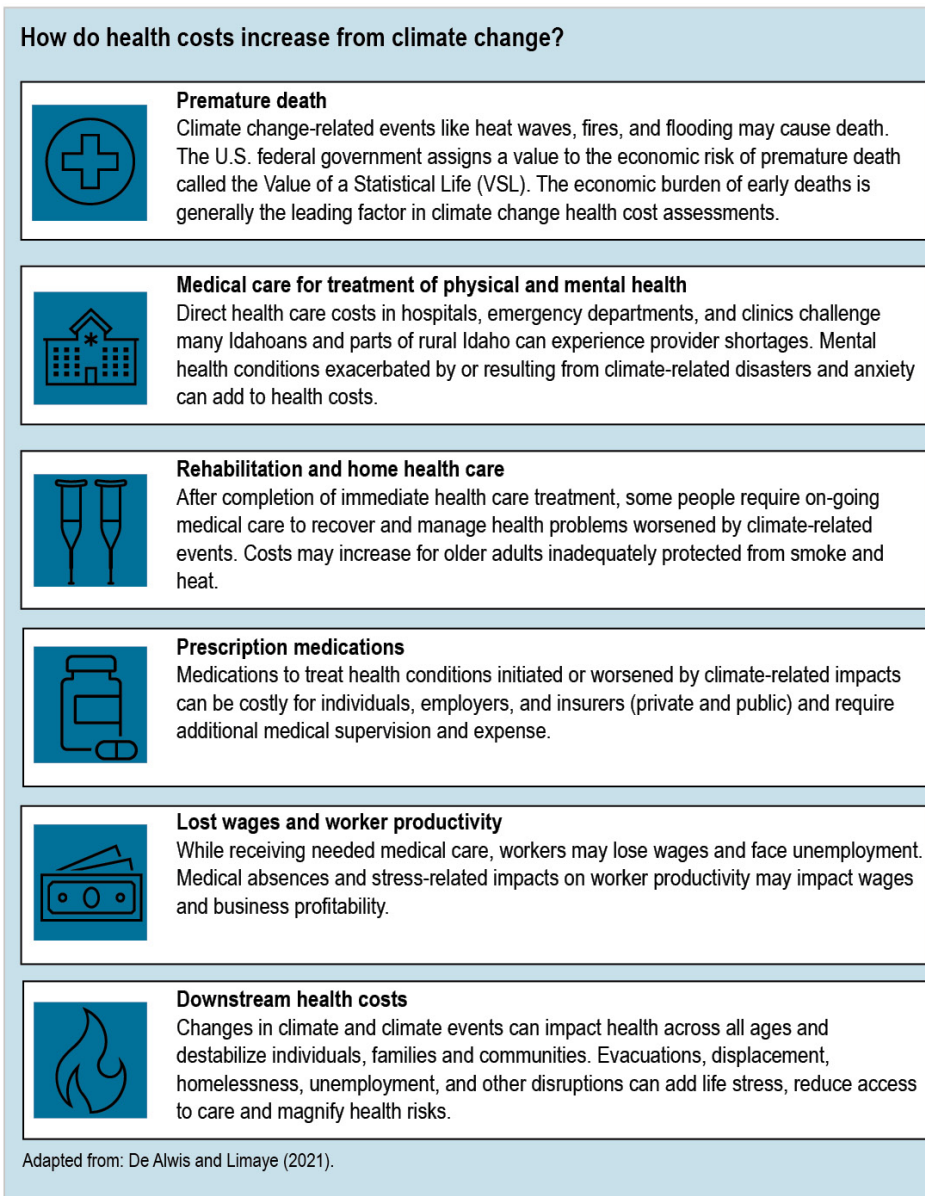 How do health costs increase from climate change?
Premature death
Climate change-related events like heat waves, fires, and flooding may cause death.
The U.S. federal government assigns a value to the economic risk of premature death
called the Value of a Statistical Life (VSL). The economic burden of early deaths is
generally the leading factor in climate change health cost assessments.
Medical care for treatment of physical and mental health
Direct health care costs in hospitals, emergency departments, and clinics challenge
many Idahoans and parts of rural Idaho can experience provider shortages. Mental
health conditions exacerbated by or resulting from climate-related disasters and anxiety
can add to health costs.
Rehabilitation and home health care
After completion of immediate health care treatment, some people require on-going
medical care to recover and manage health problems worsened by climate-related
events. Costs may increase for older adults inadequately protected from smoke and
heat.
Prescription medications
Medications to treat health conditions initiated or worsened by climate-related impacts
can be costly for individuals, employers, and insurers (private and public) and require
additional medical supervision and expense.
Lost wages and worker productivity
While receiving needed medical care, workers may lose wages and face unemployment.
Medical absences and stress-related impacts on worker productivity may impact wages
and business profitability.
Downstream health costs
Changes in climate and climate events can impact health across all ages and
destabilize individuals, families and communities. Evacuations, displacement,
homelessness, unemployment, and other disruptions can add life stress, reduce access
to care and magnify health risks.
Adapted from: De Alwis and Limaye (2021).